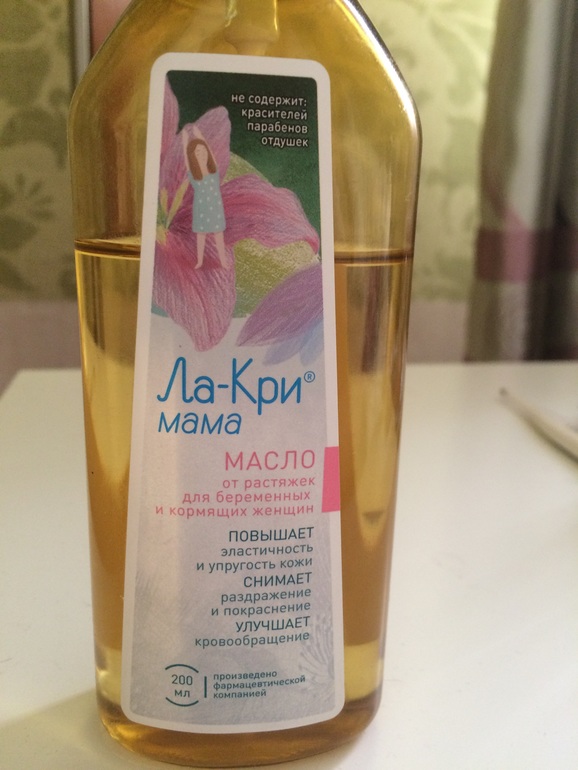 не содержит:
красителей
парабенов
отдушек
Ла-Кри®
мама
МАСЛО
от растяжек
для беременных
и кормящих женщин
ПОВЫШАЕТ
эластичность
и упругость кожи
СНИМАЕТ
раздражение
и покраснение
УЛУЧШАЕТ
кровообращение
200
мл
произведено
фармацевтической
компанией